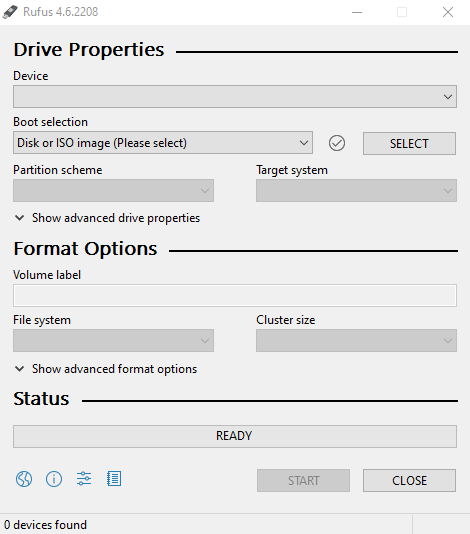 Rufus 4.6.2208
Drive Properties
Device
Boot selection
Disk or ISO image (Please select)
SELECT
Partition scheme
Target system
Show advanced drive properties
Format Options
Volume label
File system
Cluster size
Show advanced format options
Status
READY
START
CLOSE
0 devices found